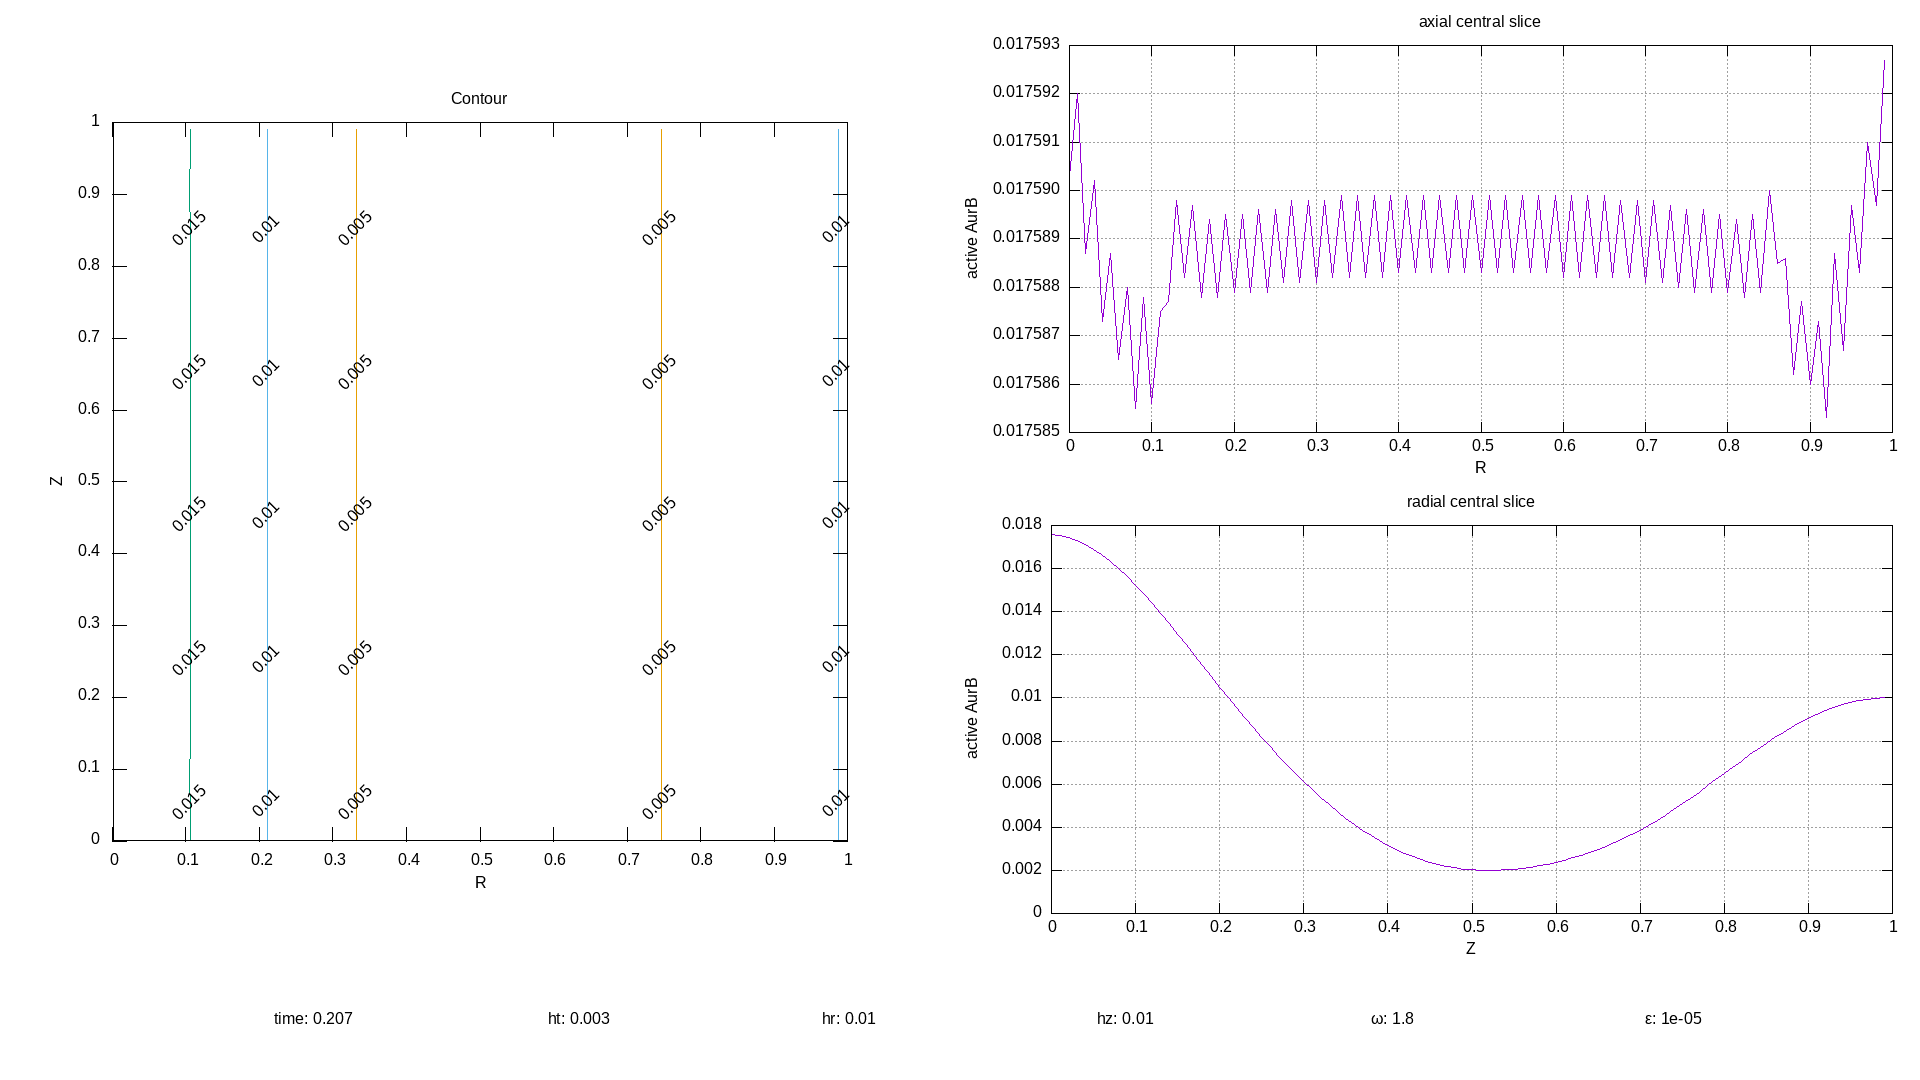 Contour
1
0.9
0.8
0.7
0.6
0.5
0.4
0.3
0.2
0.1
0
Z
0.015 0.01 0.005 0.005 0.01
0.015 0.01 0.005 0.005 0.01
0.015 0.01 0.005 0.005 0.01
0.015 0.01 0.005 0.005 0.01
0.015 0.01 0.005 0.005 0.01
0 0.1 0.2 0.3 0.4 0.5 0.6 0.7 0.8 0.9 1
R
axial central slice
0.017593
0.017592
0.017591
0.017590
0.017589
0.017588
0.017587
0.017586
0.017585
active AurB
0 0.1 0.2 0.3 0.4 0.5 0.6 0.7 0.8 0.9 1
R
radial central slice
0.018
0.016
0.014
0.012
0.01
0.008
0.006
0.004
0.002
0
active AurB
0 0.1 0.2 0.3 0.4 0.5 0.6 0.7 0.8 0.9 1
Z
time: 0.207 ht: 0.003 hr: 0.01 hz: 0.01 ω: 1.8 ε: 1e-05